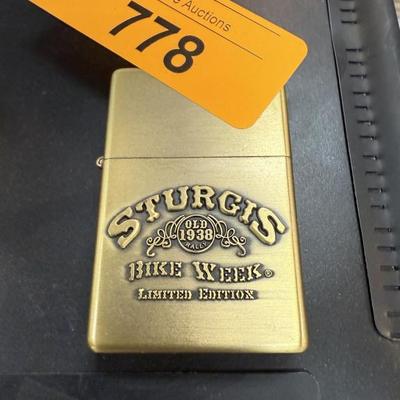 Auctions
778
STURGIS
OLD
1938
RALLY
BIKE WEEK®
LIMITED EDITION